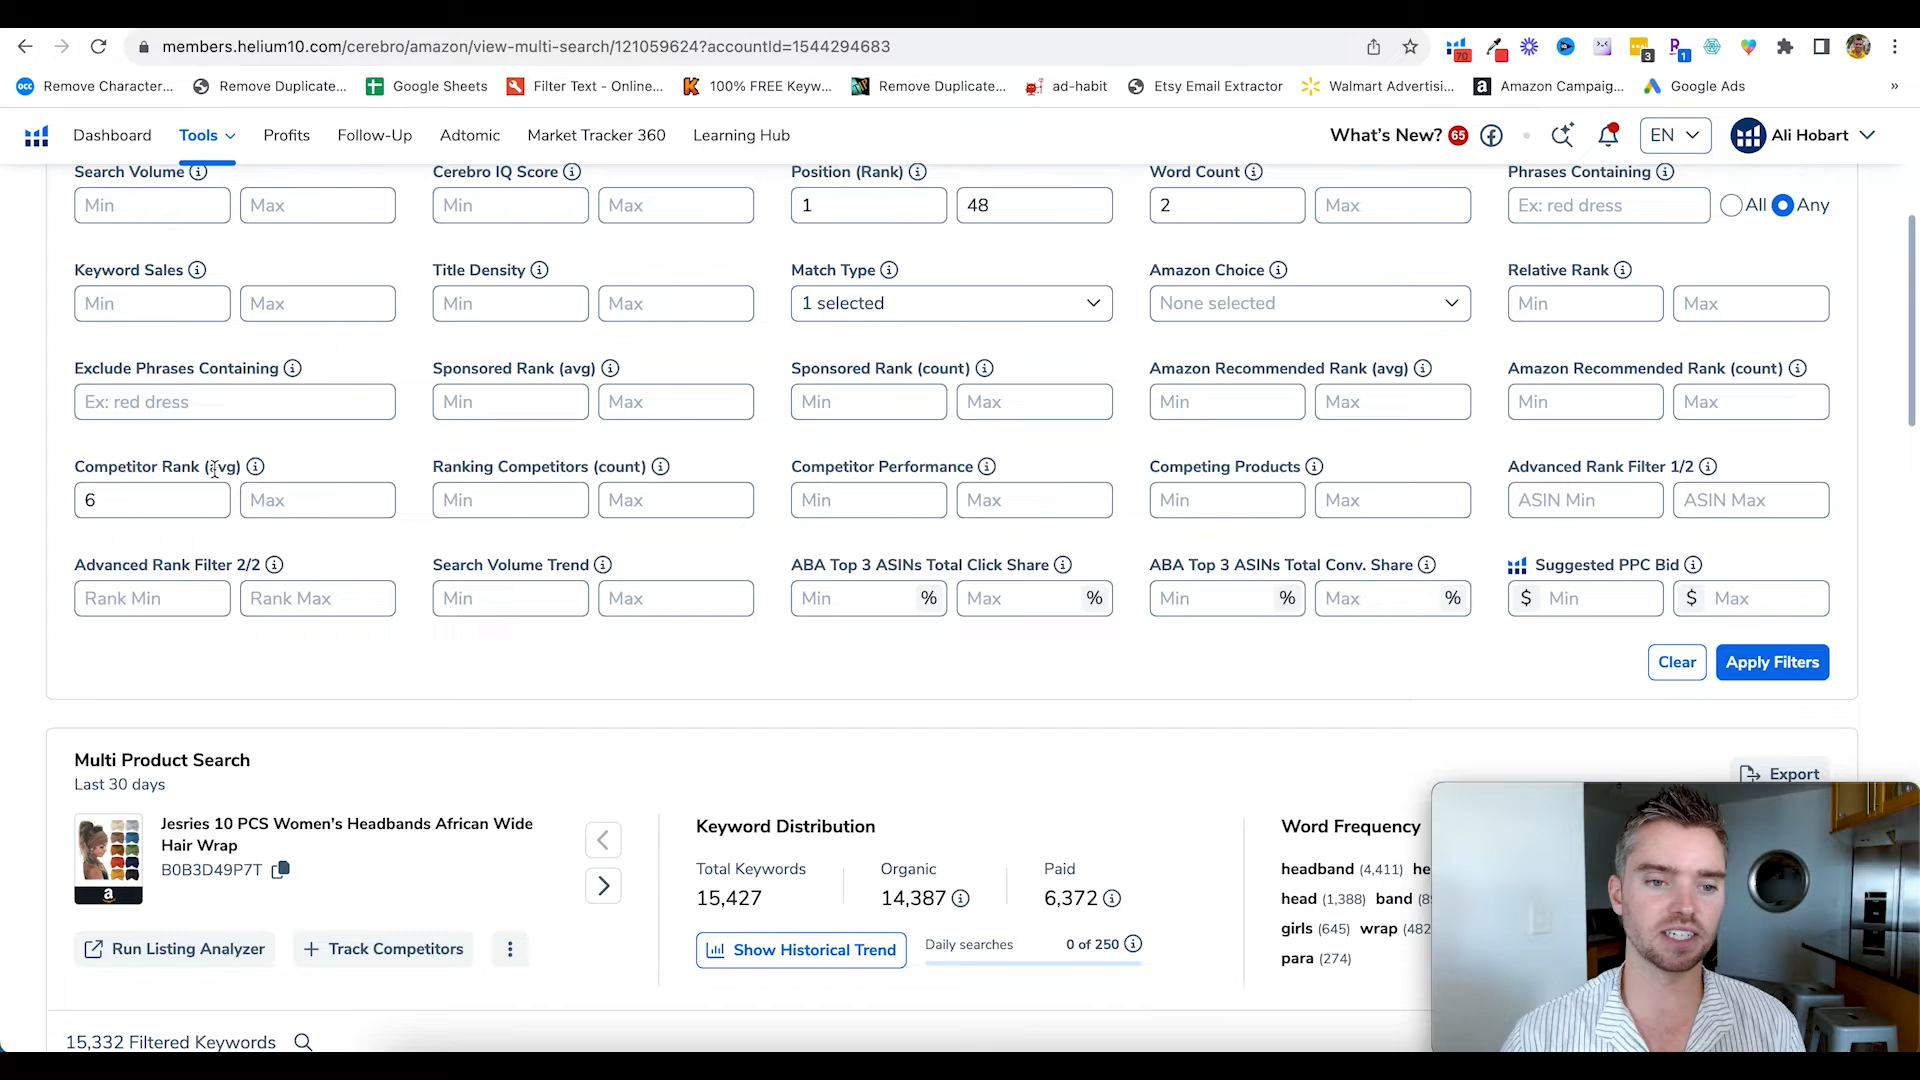 members.helium10.com/cerebro/amazon/view-multi-search/121059624?accountId=1544294683
70 3 1
Remove Character... Remove Duplicate... Google Sheets Filter Text - Online... 100% FREE Keyw... Remove Duplicate... ad-habit Etsy Email Extractor Walmart Advertisi... Amazon Campaig... Google Ads »
Dashboard Tools Profits Follow-Up Adtomic Market Tracker 360 Learning Hub What's New? 65 EN Ali Hobart
Search Volume Cerebro IQ Score Position (Rank) Word Count Phrases Containing
Min Max Min Max 1 48 2 Max Ex: red dress All Any
Keyword Sales Title Density Match Type Amazon Choice Relative Rank
Min Max Min Max 1 selected None selected Min Max
Exclude Phrases Containing Sponsored Rank (avg) Sponsored Rank (count) Amazon Recommended Rank (avg) Amazon Recommended Rank (count)
Ex: red dress Min Max Min Max Min Max Min Max
Competitor Rank (avg) Ranking Competitors (count) Competitor Performance Competing Products Advanced Rank Filter 1/2
6 Max Min Max Min Max Min Max ASIN Min ASIN Max
Advanced Rank Filter 2/2 Search Volume Trend ABA Top 3 ASINs Total Click Share ABA Top 3 ASINs Total Conv. Share Suggested PPC Bid
Rank Min Rank Max Min Max Min % Max % Min % Max % $ Min $ Max
Clear Apply Filters
Multi Product Search
Last 30 days
Export
Jesries 10 PCS Women's Headbands African Wide
Hair Wrap
B0B3D49P7T
Run Listing Analyzer Track Competitors
Keyword Distribution
Total Keywords Organic Paid
15,427 14,387 6,372
Show Historical Trend Daily searches 0 of 250
Word Frequency
headband (4,411) he
head (1,388) band (8
girls (645) wrap (482
para (274)
15,332 Filtered Keywords